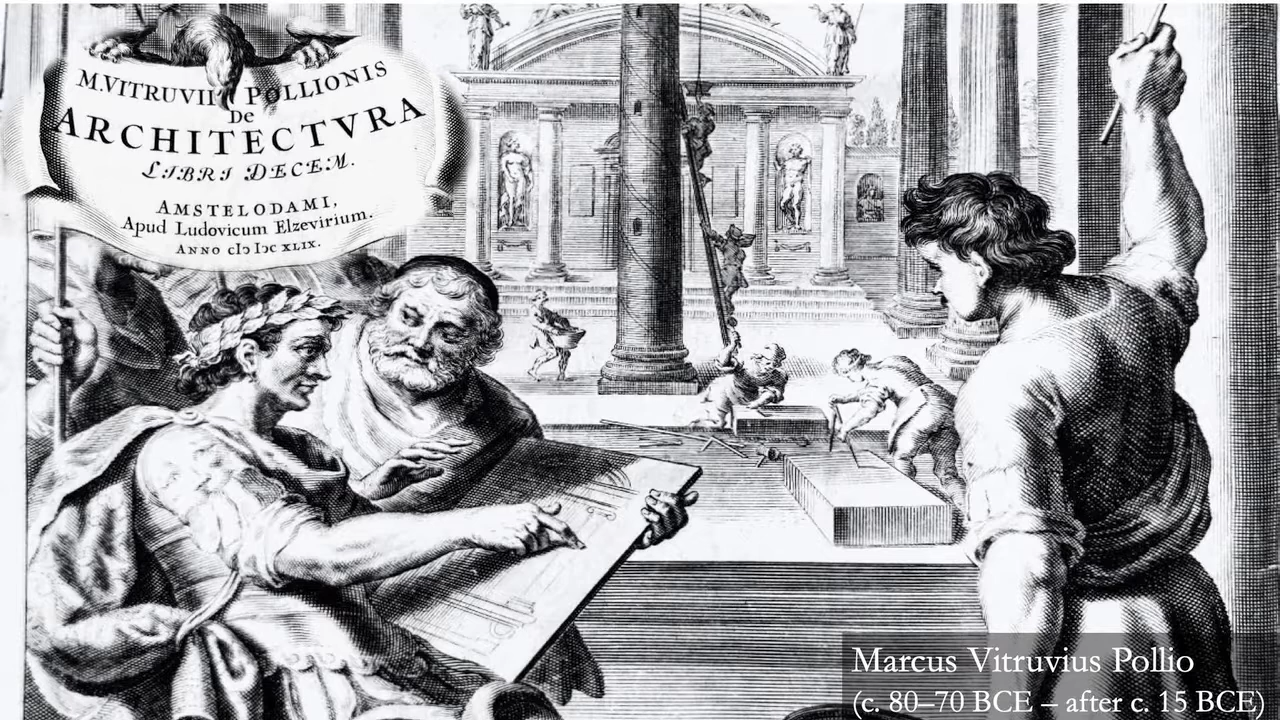 M. VITRUVII POLLIONIS
De
ARCHITECTVRA
LIBRI DECEM.
AMSTELODAMI,
Apud Ludovicum Elzevirium.
ANNO cIↄ Iↄc XLIX.
Marcus Vitruvius Pollio
(c. 80–70 BCE – after c. 15 BCE)